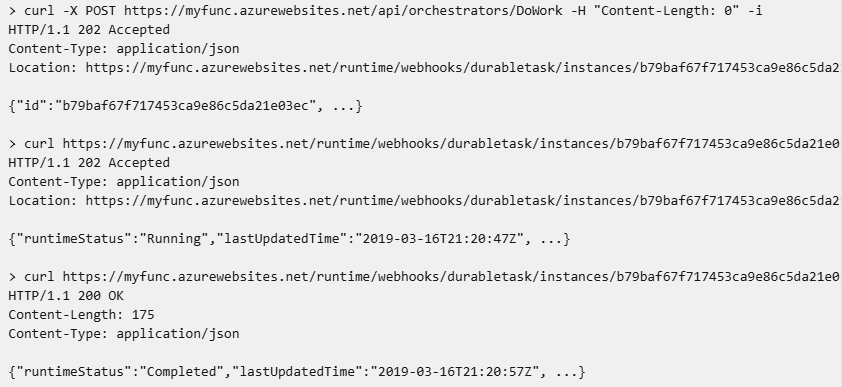 > curl -X POST https://myfunc.azurewebsites.net/api/orchestrators/DoWork -H "Content-Length: 0" -i
HTTP/1.1 202 Accepted
Content-Type: application/json
Location: https://myfunc.azurewebsites.net/runtime/webhooks/durabletask/instances/b79baf67f717453ca9e86c5da2
{"id":"b79baf67f717453ca9e86c5da21e03ec", ...}
> curl https://myfunc.azurewebsites.net/runtime/webhooks/durabletask/instances/b79baf67f717453ca9e86c5da21e0
HTTP/1.1 202 Accepted
Content-Type: application/json
Location: https://myfunc.azurewebsites.net/runtime/webhooks/durabletask/instances/b79baf67f717453ca9e86c5da2
{"runtimeStatus":"Running","lastUpdatedTime":"2019-03-16T21:20:47Z", ...}
> curl https://myfunc.azurewebsites.net/runtime/webhooks/durabletask/instances/b79baf67f717453ca9e86c5da21e0
HTTP/1.1 200 OK
Content-Length: 175
Content-Type: application/json
{"runtimeStatus":"Completed","lastUpdatedTime":"2019-03-16T21:20:57Z", ...}